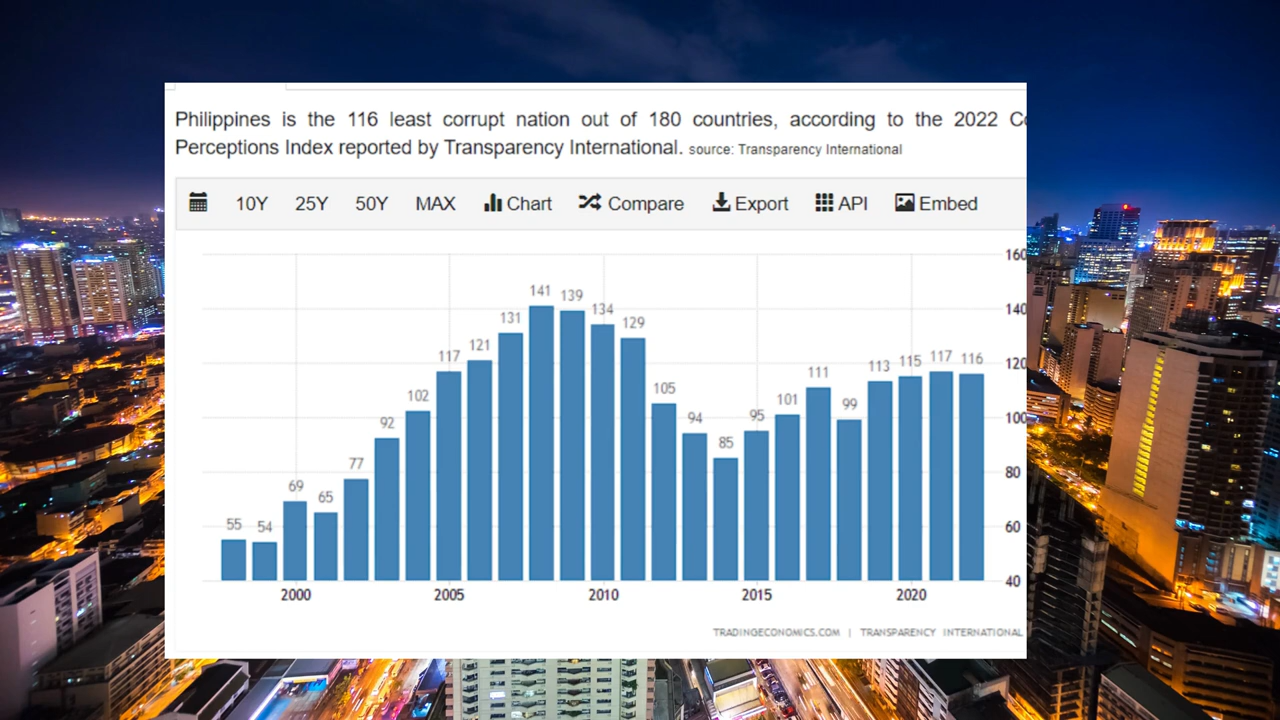 Philippines is the 116 least corrupt nation out of 180 countries, according to the 2022
Perceptions Index reported by Transparency International. source: Transparency International
10Y 25Y 50Y MAX Chart Compare Export API Embed
160
140
120
100
80
60
40
55 54 69 65 77 92 102 117 121 131 141 139 134 129 105 94 85 95 101 111 99 113 115 117 116
2000 2005 2010 2015 2020
TRADINGECONOMICS.COM | TRANSPARENCY INTERNATIONAL